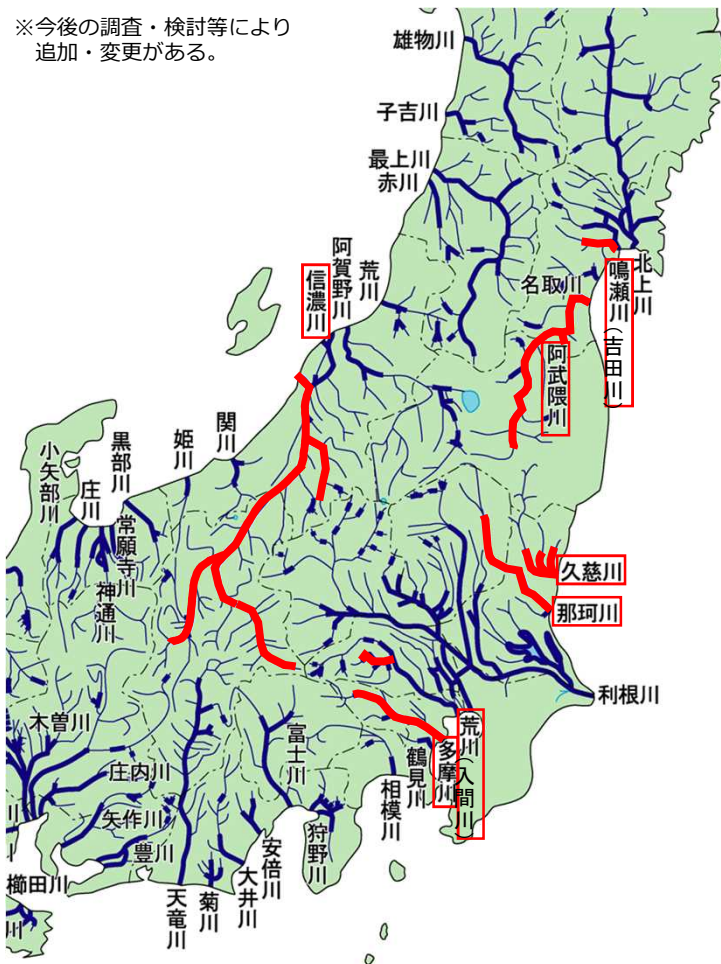 ※今後の調査・検討等により
追加・変更がある。
雄物川
子吉川
最上川
赤川
荒川
阿賀野川
信濃川
名取川
北上川
鳴瀬川(吉田川)
阿武隈川
関川
姫川
黒部川
常願寺川
神通川
庄川
小矢部川
久慈川
那珂川
利根川
荒川(入間川)
多摩川
鶴見川
相模川
富士川
狩野川
安倍川
大井川
菊川
天竜川
木曽川
庄内川
矢作川
豊川
櫛田川
川
川
川